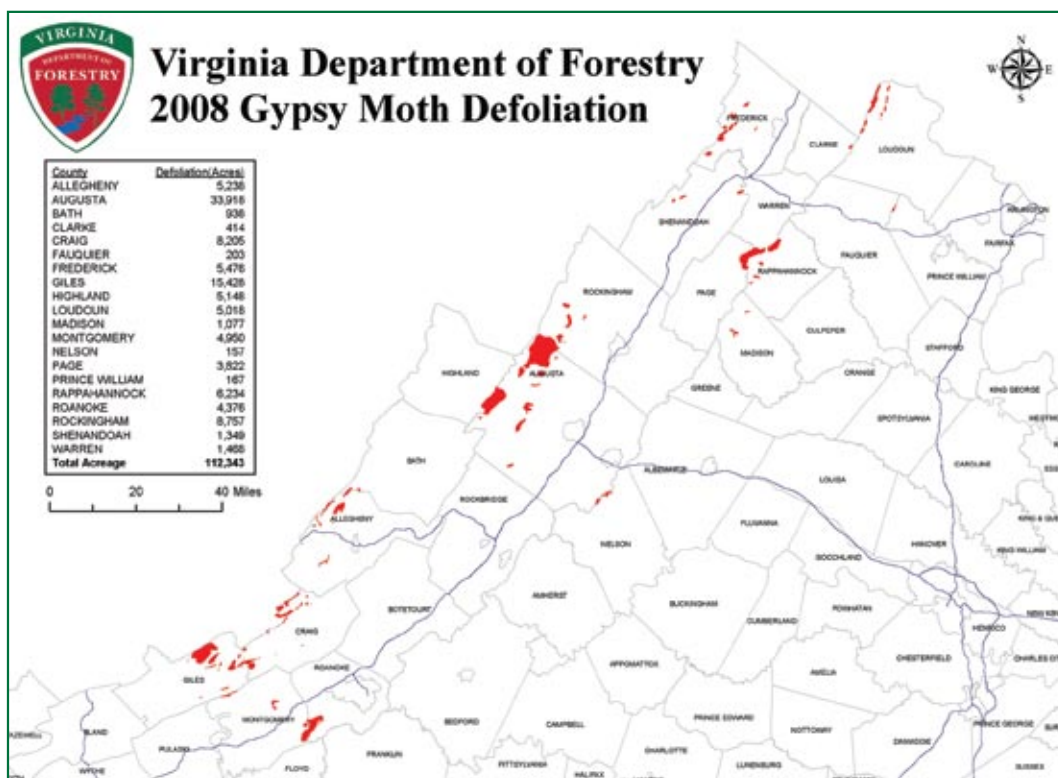 VIRGINIA
DEPARTMENT OF
FORESTRY
Virginia Department of Forestry
2008 Gypsy Moth Defoliation
N
W E
S
County Defoliation(Acres)
ALLEGHENY 5,236
AUGUSTA 33,918
BATH 936
CLARKE 414
CRAIG 8,205
FAUQUIER 203
FREDERICK 5,476
GILES 15,428
HIGHLAND 5,148
LOUDOUN 5,018
MADISON 1,077
MONTGOMERY 4,950
NELSON 157
PAGE 3,822
PRINCE WILLIAM 167
RAPPAHANNOCK 6,234
ROANOKE 4,376
ROCKINGHAM 8,757
SHENANDOAH 1,349
WARREN 1,468
Total Acreage 112,343
0 20 40 Miles
FREDERICK
CLARKE
LOUDOUN
WARREN
SHENANDOAH
ARLINGTON
FAIRFAX
FAUQUIER
RAPPAHANNOCK
PRINCE WILLIAM
ROCKINGHAM
PAGE
CULPEPER
STAFFORD
MADISON
HIGHLAND
AUGUSTA
ORANGE
GREENE
KING GEORGE
SPOTSYLVANIA
BATH
ALBEMARLE
CAROLINE
LOUISA
ROCKBRIDGE
ALLEGHENY
FLUVANNA
NELSON
HANOVER
KING WILLIAM
GOOCHLAND
AMHERST
BUCKINGHAM
POWHATAN
BOTETOURT
CUMBERLAND
HENRICO
CRAIG
CHESTERFIELD
APPOMATTOX
ROANOKE
AMELIA
GILES
MONTGOMERY
BEDFORD
CAMPBELL
PRINCE EDWARD
NOTTOWAY
PRINCE GEORGE
DINWIDDIE
BLAND
PULASKI
FRANKLIN
CHARLOTTE
FLOYD
PITTSYLVANIA
LUNENBURG
WYTHE
HALIFAX
SUSSEX